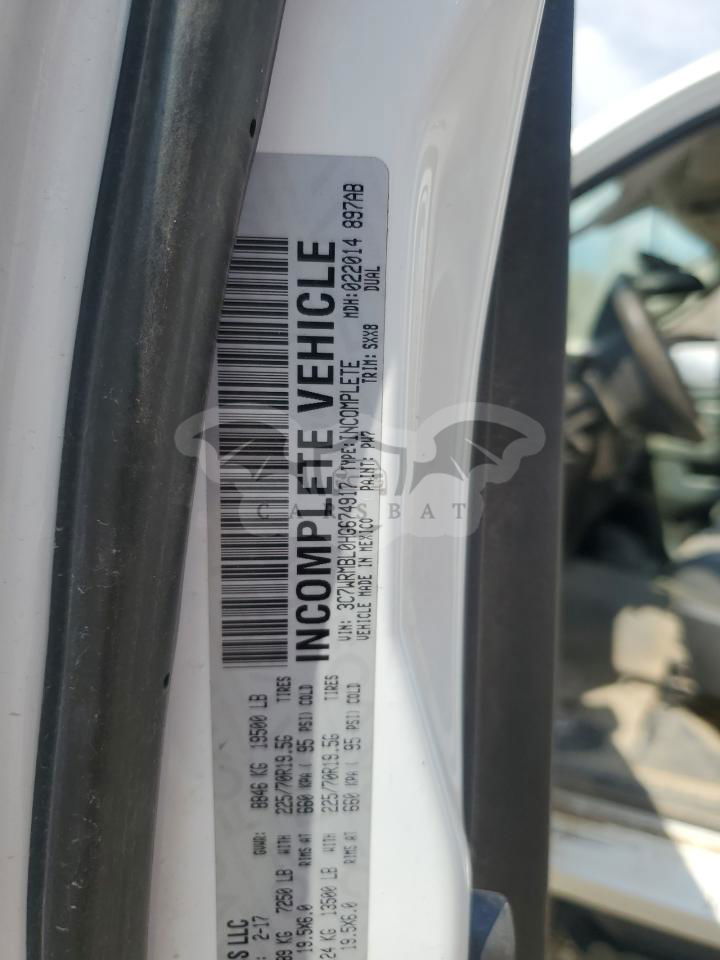 S LLC
: 2-17 GVWR: 8846 KG 19500 LB
89 KG 7250 LB WITH 225/70R19.5G TIRES
19.5X6.0 RIMS AT 660 KPA ( 95 PSI) COLD
24 KG 13500 LB WITH 225/70R19.5G TIRES
19.5X6.0 RIMS AT 660 KPA ( 95 PSI) COLD
INCOMPLETE VEHICLE
VIN: 3C7WRMBL0HG674917 TYPE:INCOMPLETE MDH:022014 897AB
VEHICLE MADE IN MEXICO PAINT: PW7 TRIM: SXX8 DUAL
CARSBAT